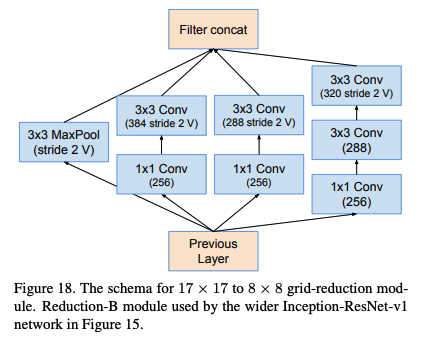 Filter concat
3x3 Conv
(320 stride 2 V)
3x3 Conv
(384 stride 2 V)
3x3 Conv
(288 stride 2 V)
3x3 MaxPool
(stride 2 V)
3x3 Conv
(288)
1x1 Conv
(256)
1x1 Conv
(256)
1x1 Conv
(256)
Previous
Layer
Figure 18. The schema for 17 × 17 to 8 × 8 grid-reduction mod-
ule. Reduction-B module used by the wider Inception-ResNet-v1
network in Figure 15.